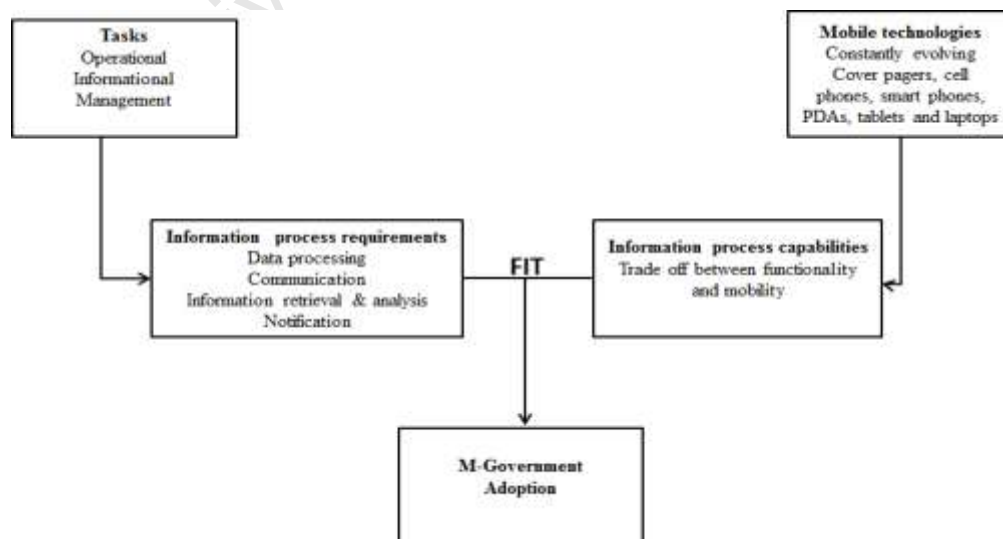 Tasks
Operational
Informational
Management
Mobile technologies
Constantly evolving
Cover pagers, cell
phones, smart phones,
PDAs, tablets and laptops
Information process requirements
Data processing
Communication
Information retrieval & analysis
Notification
FIT
Information process capabilities
Trade off between functionality
and mobility
M-Government
Adoption